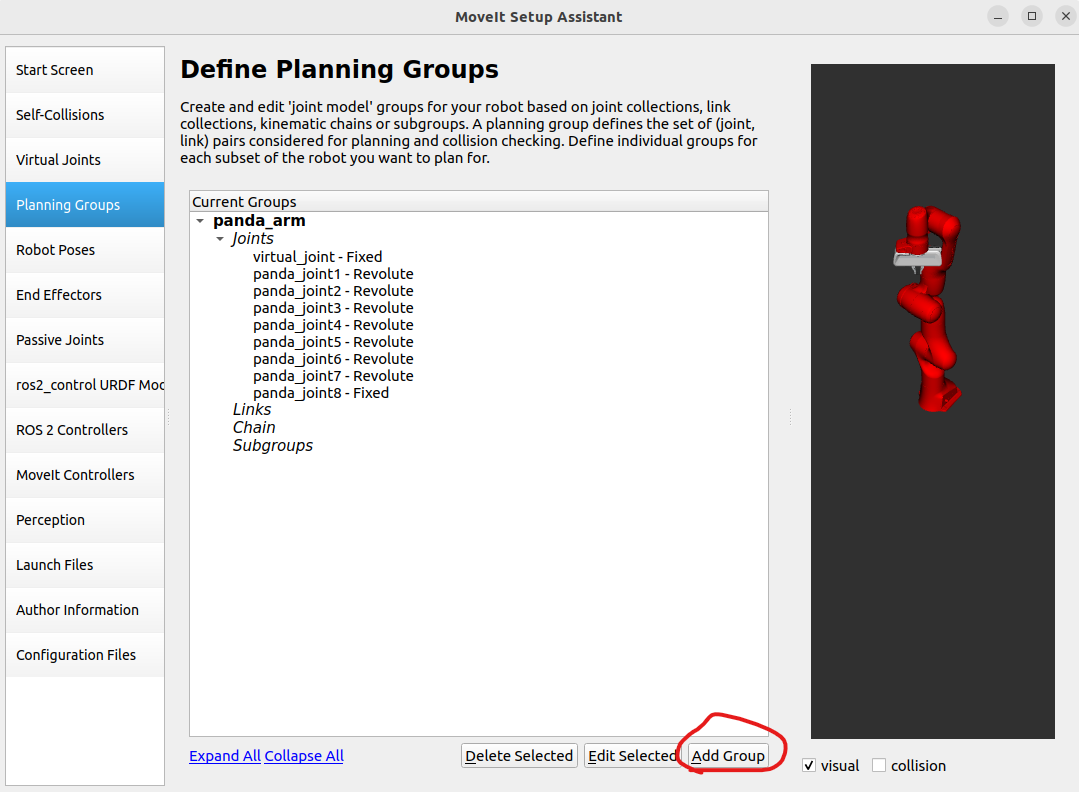 MoveIt Setup Assistant
Start Screen
Self-Collisions
Virtual Joints
Planning Groups
Robot Poses
End Effectors
Passive Joints
ros2_control URDF Moc
ROS 2 Controllers
MoveIt Controllers
Perception
Launch Files
Author Information
Configuration Files
Define Planning Groups
Create and edit 'joint model' groups for your robot based on joint collections, link
collections, kinematic chains or subgroups. A planning group defines the set of (joint,
link) pairs considered for planning and collision checking. Define individual groups for
each subset of the robot you want to plan for.
Current Groups
panda_arm
Joints
virtual_joint - Fixed
panda_joint1 - Revolute
panda_joint2 - Revolute
panda_joint3 - Revolute
panda_joint4 - Revolute
panda_joint5 - Revolute
panda_joint6 - Revolute
panda_joint7 - Revolute
panda_joint8 - Fixed
Links
Chain
Subgroups
Expand All Collapse All
Delete Selected
Edit Selected
Add Group
visual
collision